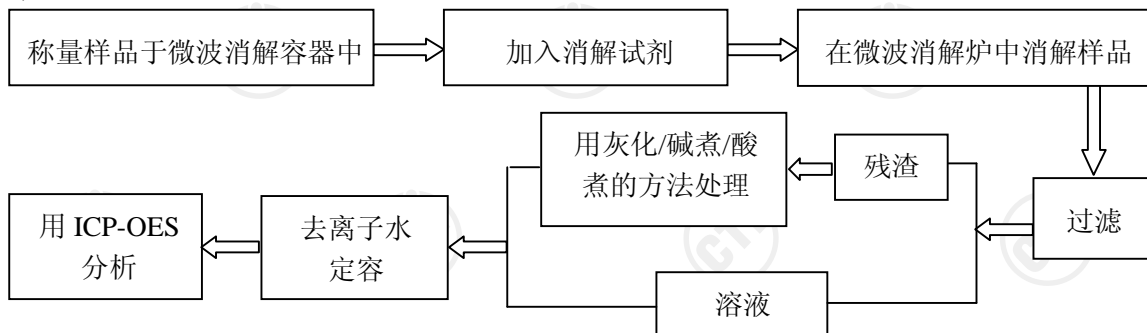 称量样品于微波消解容器中
加入消解试剂
在微波消解炉中消解样品
过滤
残渣
用灰化/碱煮/酸
煮的方法处理
溶液
去离子水
定容
用 ICP-OES
分析